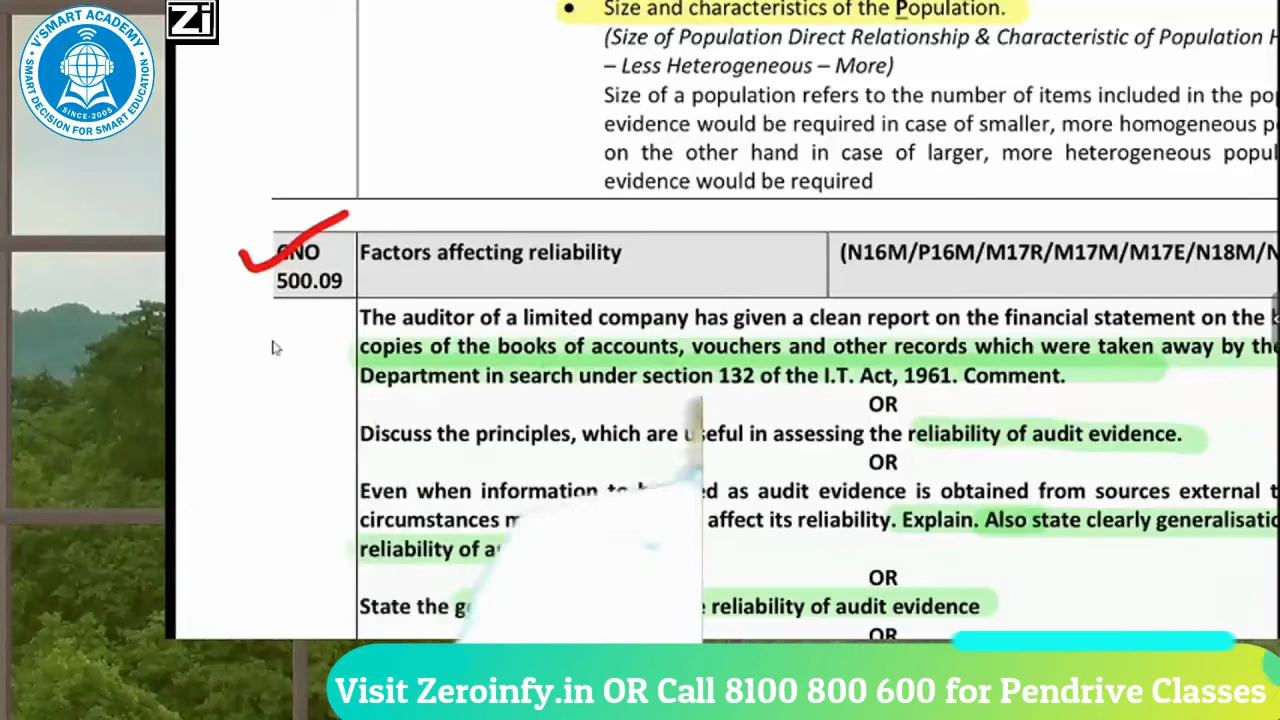 V'SMART ACADEMY
SMART DECISION FOR SMART EDUCATION
SINCE-2005
Zi
• Size and characteristics of the Population.
(Size of Population Direct Relationship & Characteristic of Population H
– Less Heterogeneous – More)
Size of a population refers to the number of items included in the po
evidence would be required in case of smaller, more homogeneous p
on the other hand in case of larger, more heterogeneous popul
evidence would be required
NO Factors affecting reliability (N16M/P16M/M17R/M17M/M17E/N18M/N
500.09
The auditor of a limited company has given a clean report on the financial statement on the
copies of the books of accounts, vouchers and other records which were taken away by the
Department in search under section 132 of the I.T. Act, 1961. Comment.
OR
Discuss the principles, which are useful in assessing the reliability of audit evidence.
OR
Even when information to d as audit evidence is obtained from sources external t
circumstances m affect its reliability. Explain. Also state clearly generalisatio
reliability of a
OR
State the g reliability of audit evidence
OR
Visit Zeroinfy.in OR Call 8100 800 600 for Pendrive Classes